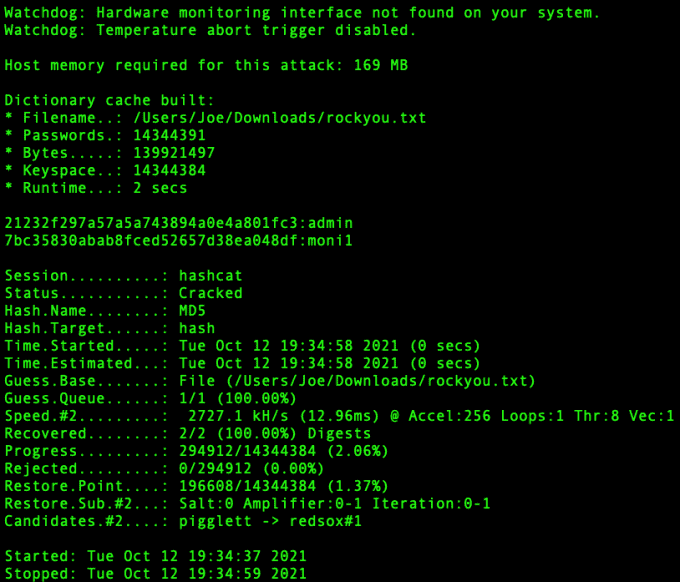 Watchdog: Hardware monitoring interface not found on your system.
Watchdog: Temperature abort trigger disabled.
Host memory required for this attack: 169 MB
Dictionary cache built:
* Filename..: /Users/Joe/Downloads/rockyou.txt
* Passwords.: 14344391
* Bytes.....: 139921497
* Keyspace..: 14344384
* Runtime...: 2 secs
21232f297a57a5a743894a0e4a801fc3:admin
7bc35830abab8fced52657d38ea048df:moni1
Session..........: hashcat
Status...........: Cracked
Hash.Name........: MD5
Hash.Target......: hash
Time.Started.....: Tue Oct 12 19:34:58 2021 (0 secs)
Time.Estimated...: Tue Oct 12 19:34:58 2021 (0 secs)
Guess.Base.......: File (/Users/Joe/Downloads/rockyou.txt)
Guess.Queue......: 1/1 (100.00%)
Speed.#2.........:  2727.1 kH/s (12.96ms) @ Accel:256 Loops:1 Thr:8 Vec:1
Recovered........: 2/2 (100.00%) Digests
Progress.........: 294912/14344384 (2.06%)
Rejected.........: 0/294912 (0.00%)
Restore.Point....: 196608/14344384 (1.37%)
Restore.Sub.#2...: Salt:0 Amplifier:0-1 Iteration:0-1
Candidates.#2....: pigglett -> redsox#1
Started: Tue Oct 12 19:34:37 2021
Stopped: Tue Oct 12 19:34:59 2021